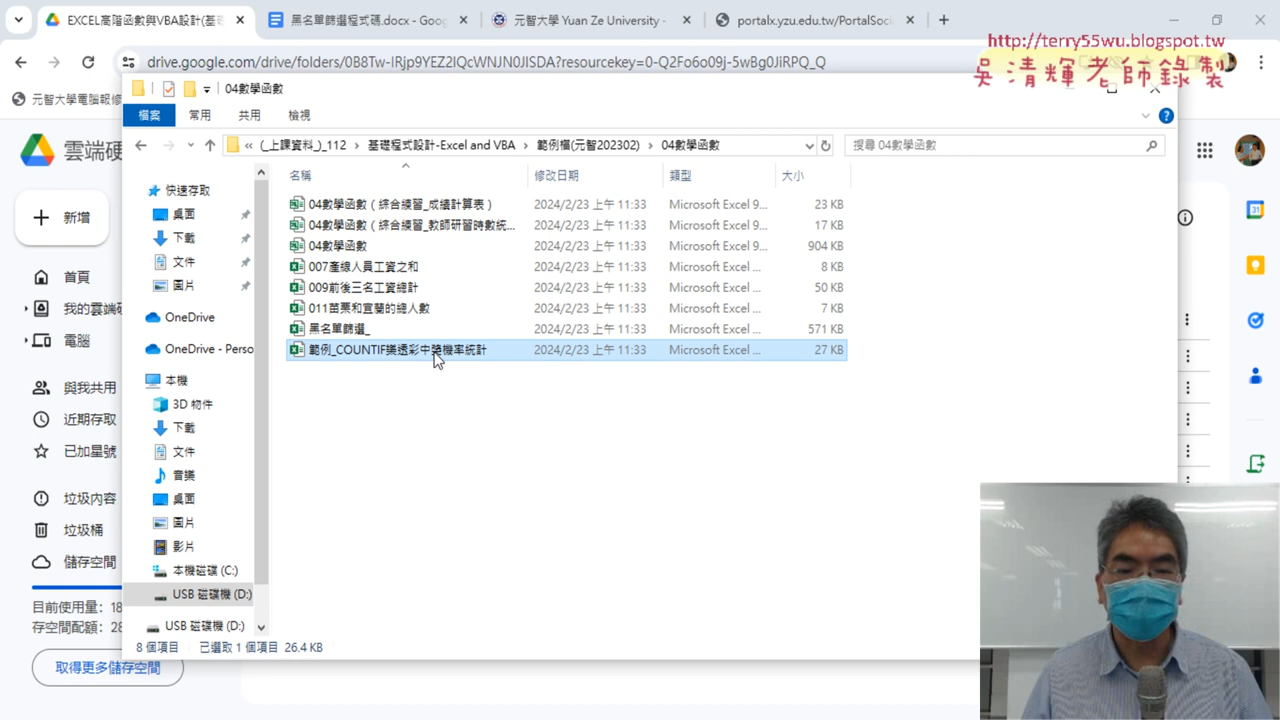 EXCEL高階函數與VBA設計(基礎
黑名單篩選程式碼.docx - Goog
元智大學 Yuan Ze University -
portalx.yzu.edu.tw/PortalSoc
http://terry55wu.blogspot.tw
吳清輝老師錄製
drive.google.com/drive/folders/0B8Tw-IRjp9YEZ2lQcWNJN0JISDA?resourcekey=0-Q2Fo6o09j-5wBg0JiRPQ_Q
元智大學電腦報修
04數學函數
檔案
常用
共用
檢視
« (_上課資料_)_112 › 基礎程式設計-Excel and VBA › 範例檔(元智202302) › 04數學函數
搜尋 04數學函數
雲端硬
新增
首頁
我的雲端硬
電腦
與我共用
近期存取
已加星號
垃圾內容
垃圾桶
儲存空間
目前使用量: 18
存空間配額: 28
取得更多儲存空間
快速存取
桌面
下載
文件
圖片
OneDrive
OneDrive - Perso
本機
3D 物件
下載
文件
音樂
桌面
圖片
影片
本機磁碟 (C:)
USB 磁碟機 (D:)
USB 磁碟機 (D:)
名稱 修改日期 類型 大小
04數學函數（綜合練習_成績計算表） 2024/2/23 上午 11:33 Microsoft Excel 9... 23 KB
04數學函數（綜合練習_教師研習時數統... 2024/2/23 上午 11:33 Microsoft Excel 9... 17 KB
04數學函數 2024/2/23 上午 11:33 Microsoft Excel 9... 904 KB
007產線人員工資之和 2024/2/23 上午 11:33 Microsoft Excel ... 8 KB
009前後三名工資總計 2024/2/23 上午 11:33 Microsoft Excel ... 50 KB
011苗栗和宜蘭的總人數 2024/2/23 上午 11:33 Microsoft Excel ... 7 KB
黑名單篩選_ 2024/2/23 上午 11:33 Microsoft Excel ... 571 KB
範例_COUNTIF樂透彩中獎機率統計 2024/2/23 上午 11:33 Microsoft Excel ... 27 KB
8 個項目 已選取 1 個項目 26.4 KB